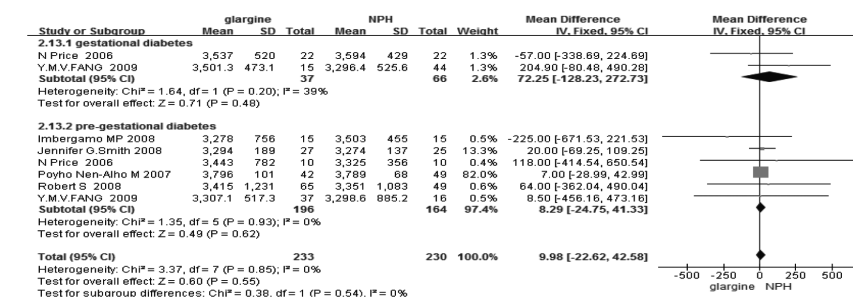 glargine NPH Mean Difference Mean Difference
Study or Subgroup Mean SD Total Mean SD Total Weight IV, Fixed, 95% CI IV, Fixed, 95% CI
2.13.1 gestational diabetes
N Price 2006 3,537 520 22 3,594 429 22 1.3% -57.00 [-338.69, 224.69]
Y.M.V.FANG 2009 3,501.3 473.1 15 3,296.4 525.6 44 1.3% 204.90 [-80.48, 490.28]
Subtotal (95% CI) 37 66 2.6% 72.25 [-128.23, 272.73]
Heterogeneity: Chi² = 1.64, df = 1 (P = 0.20); I² = 39%
Test for overall effect: Z = 0.71 (P = 0.48)
2.13.2 pre-gestational diabetes
Imbergamo MP 2008 3,278 756 15 3,503 455 15 0.5% -225.00 [-671.53, 221.53]
Jennifer G.Smith 2008 3,294 189 27 3,274 137 25 13.3% 20.00 [-69.25, 109.25]
N Price 2006 3,443 782 10 3,325 356 10 0.4% 118.00 [-414.54, 650.54]
Poyho Nen-Alho M 2007 3,796 101 42 3,789 68 49 82.0% 7.00 [-28.99, 42.99]
Robert S 2008 3,415 1,231 65 3,351 1,083 49 0.6% 64.00 [-362.04, 490.04]
Y.M.V.FANG 2009 3,307.1 517.3 37 3,298.6 885.2 16 0.5% 8.50 [-456.16, 473.16]
Subtotal (95% CI) 196 164 97.4% 8.29 [-24.75, 41.33]
Heterogeneity: Chi² = 1.35, df = 5 (P = 0.93); I² = 0%
Test for overall effect: Z = 0.49 (P = 0.62)
Total (95% CI) 233 230 100.0% 9.98 [-22.62, 42.58]
Heterogeneity: Chi² = 3.37, df = 7 (P = 0.85); I² = 0%
Test for overall effect: Z = 0.60 (P = 0.55)
Test for subgroup differences: Chi² = 0.38, df = 1 (P = 0.54), I² = 0%
-500 -250 0 250 500
glargine NPH